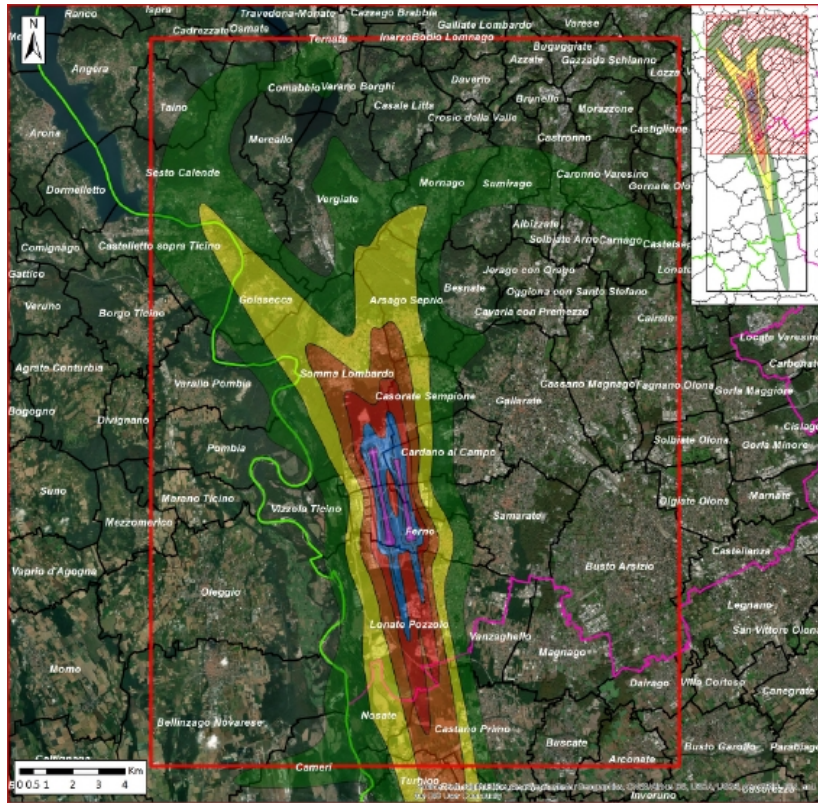 Ranco
Ispra
Travedona-Monate
Cazzago Brabbia
Galliate Lombardo
Varese
N
Cadrezzate
Osmate
Ternate
Inarzo
Bodio Lomnago
Buguggiate
Azzate
Gazzada Schianno
Angera
Comabbio
Varano Borghi
Daverio
Lozza
Taino
Casale Litta
Brunello
Morazzone
Crosio della Valle
Arona
Mercallo
Castronno
Castiglione
Sesto Calende
Mornago
Sumirago
Caronno Varesino
Dormelletto
Vergiate
Gornate Olo
Albizzate
Comignago
Castelletto sopra Ticino
Solbiate Arno
Carnago
Castelsep
Gattico
Jerago con Orago
Lonate
Veruno
Borgo Ticino
Golasecca
Arsago Seprio
Besnate
Oggiona con Santo Stefano
Cavaria con Premezzo
Cairate
Locate Varesino
Agrate Conturbia
Carbonate
Varallo Pombia
Somma Lombardo
Cassano Magnago
Fagnano Olona
Gorla Maggiore
Bogogno
Divignano
Casorate Sempione
Gallarate
Cislago
Solbiate Olona
Gorla Minore
Pombia
Cardano al Campo
Suno
Marano Ticino
Vizzola Ticino
Olgiate Olona
Marnate
Mezzomerico
Samarate
Ferno
Castellanza
Vaprio d'Agogna
Oleggio
Busto Arsizio
Legnano
Lonate Pozzolo
Vanzaghello
San Vittore Olona
Magnago
Momo
Dairago
Villa Cortese
Canegrate
Bellinzago Novarese
Nosate
Castano Primo
Buscate
Busto Garolfo
Parabiago
Arconate
Cameri
Km
0 0.5 1 2 3 4
Turbigo
Inveruno